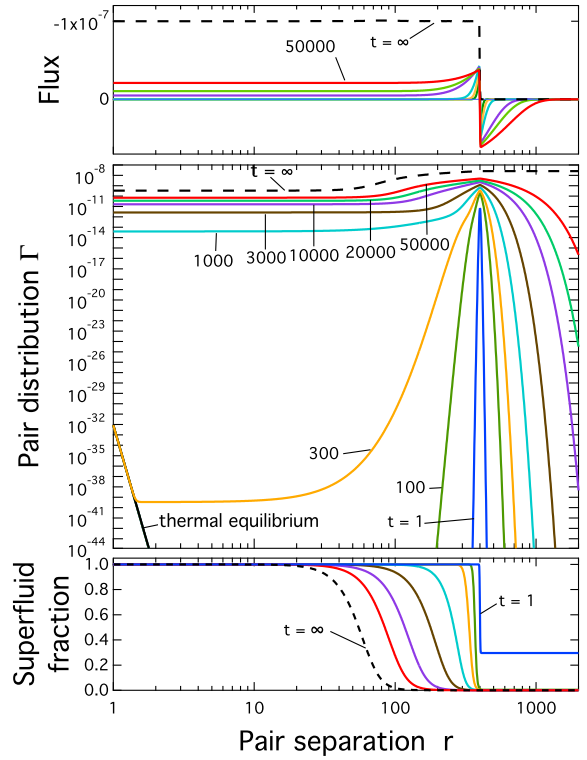 -1x10⁻⁷
0
Flux
50000
t = ∞
10⁻⁸
10⁻¹¹
10⁻¹⁴
10⁻¹⁷
10⁻²⁰
10⁻²³
10⁻²⁶
10⁻²⁹
10⁻³²
10⁻³⁵
10⁻³⁸
10⁻⁴¹
10⁻⁴⁴
Pair distribution Γ
t = ∞
1000
3000
10000
20000
50000
300
100
t = 1
thermal equilibrium
1.0
0.8
0.6
0.4
0.2
0.0
Superfluid
fraction
t = ∞
t = 1
1
10
100
1000
Pair separation r